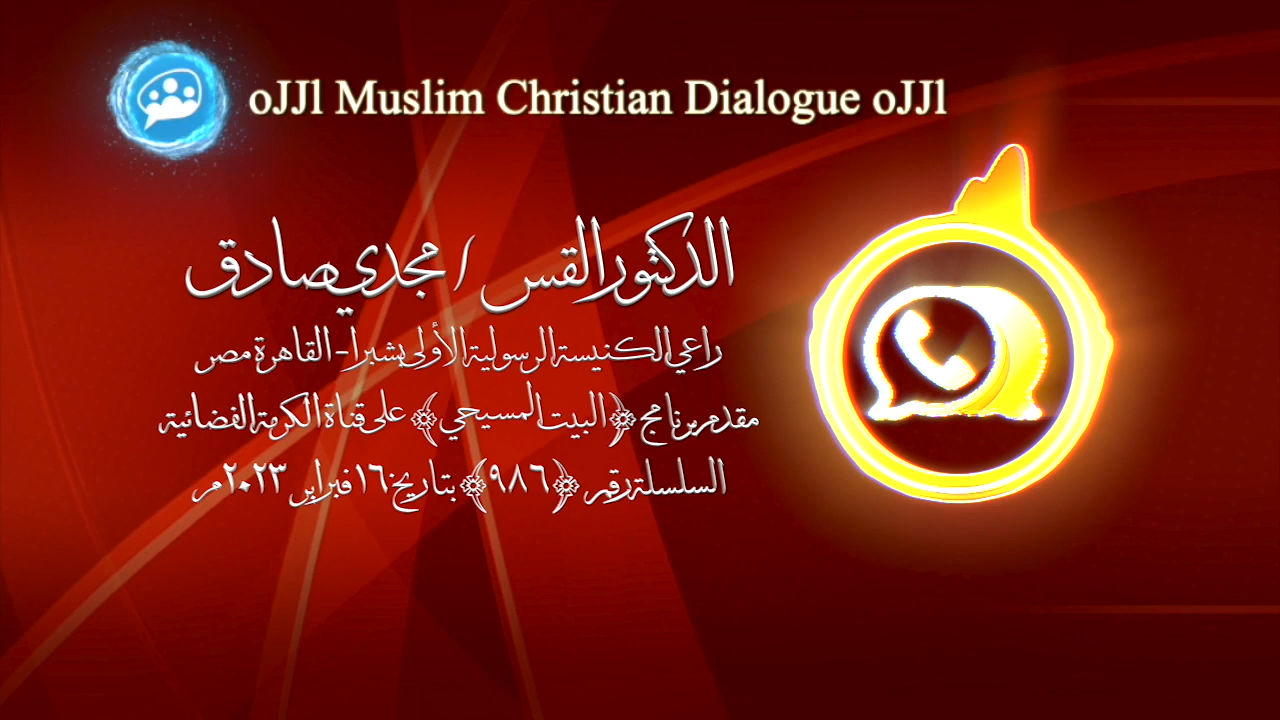 oJJl Muslim Christian Dialogue oJJl
الدكتور القس / مجدي صادق
راعي الكنيسة الرسولية الأولى بشبرا - القاهرة مصر
مقدم برنامج ﴿البيت المسيحي﴾ على قناة الكرمة الفضائية
السلسلة رقم ﴿٩٨٦﴾ بتاريخ ١٦ فبراير ٢٠٢٣م